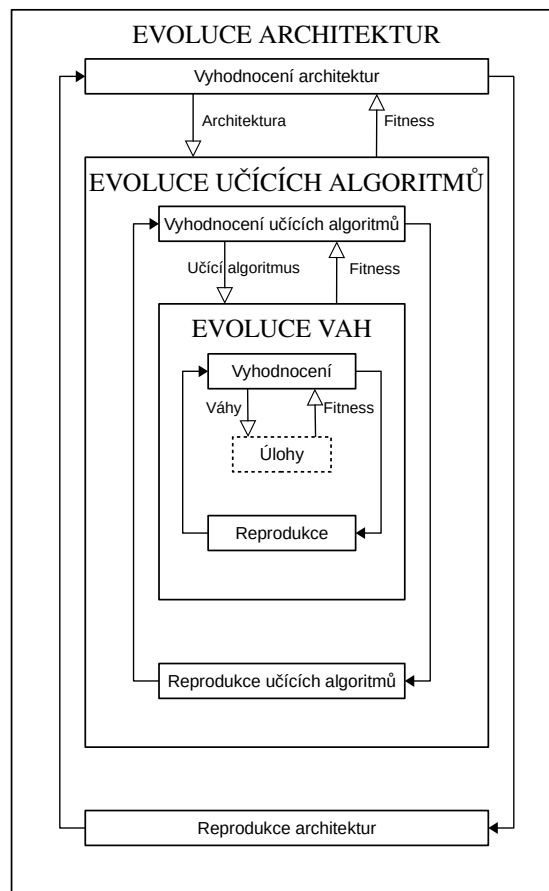 EVOLUCE ARCHITEKTUR
Vyhodnocení architektur
Architektura
Fitness
EVOLUCE UČÍCÍCH ALGORITMŮ
Vyhodnocení učících algoritmů
Učící algoritmus
Fitness
EVOLUCE VAH
Vyhodnocení
Váhy
Fitness
Úlohy
Reprodukce
Reprodukce učících algoritmů
Reprodukce architektur